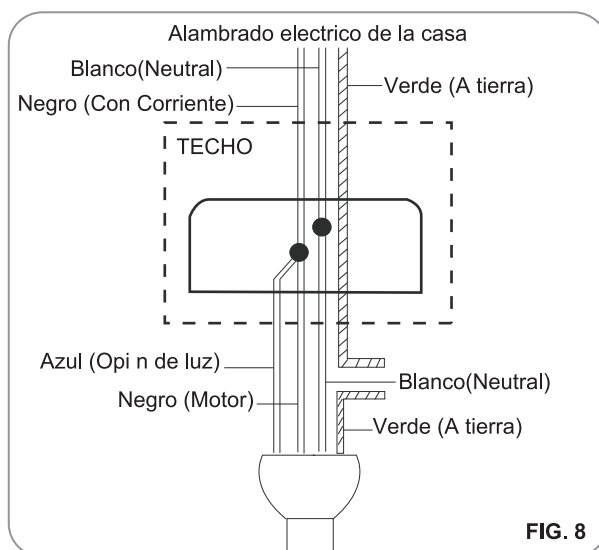 Alambrado electrico de la casa
Blanco(Neutral)
Verde (A tierra)
Negro (Con Corriente)
TECHO
Azul (Opi n de luz)
Blanco(Neutral)
Negro (Motor)
Verde (A tierra)
FIG. 8